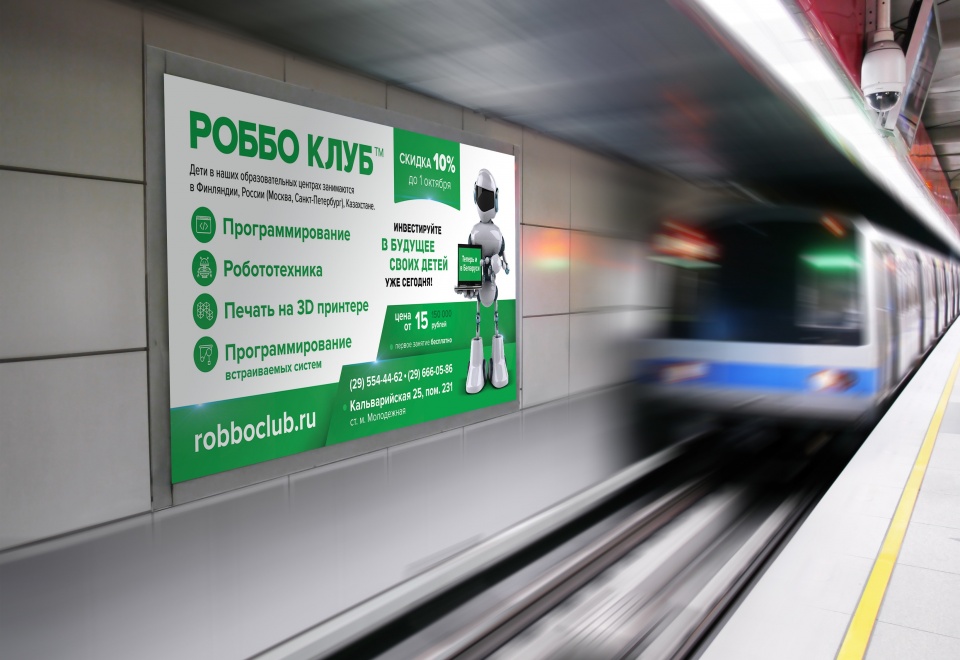 РОББО КЛУБ™
Дети в наших образовательных центрах занимаются
в Финляндии, России (Москва, Санкт-Петербург), Казахстане.
СКИДКА 10%
до 1 октября
Программирование
Робототехника
Печать на 3D принтере
Программирование
встраиваемых систем
ИНВЕСТИРУЙТЕ
В БУДУЩЕЕ
СВОИХ ДЕТЕЙ
УЖЕ СЕГОДНЯ!
Теперь и
в Беларуси
цена
от 15 150 000
рублей
первое занятие бесплатно
(29) 554-44-62 • (29) 666-05-86
Кальварийская 25, пом. 231
ст. м. Молодежная
robboclub.ru